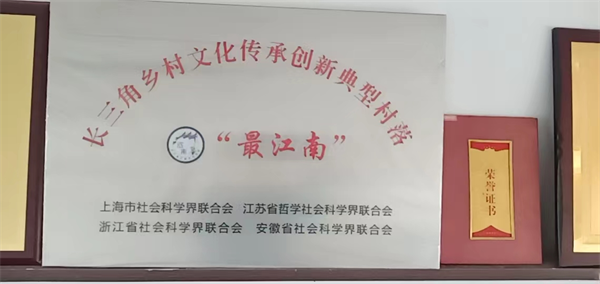 长三角乡村文化传承创新典型村落
“最江南”
上海市社会科学界联合会 江苏省哲学社会科学界联合会
浙江省社会科学界联合会 安徽省社会科学界联合会
荣誉证书